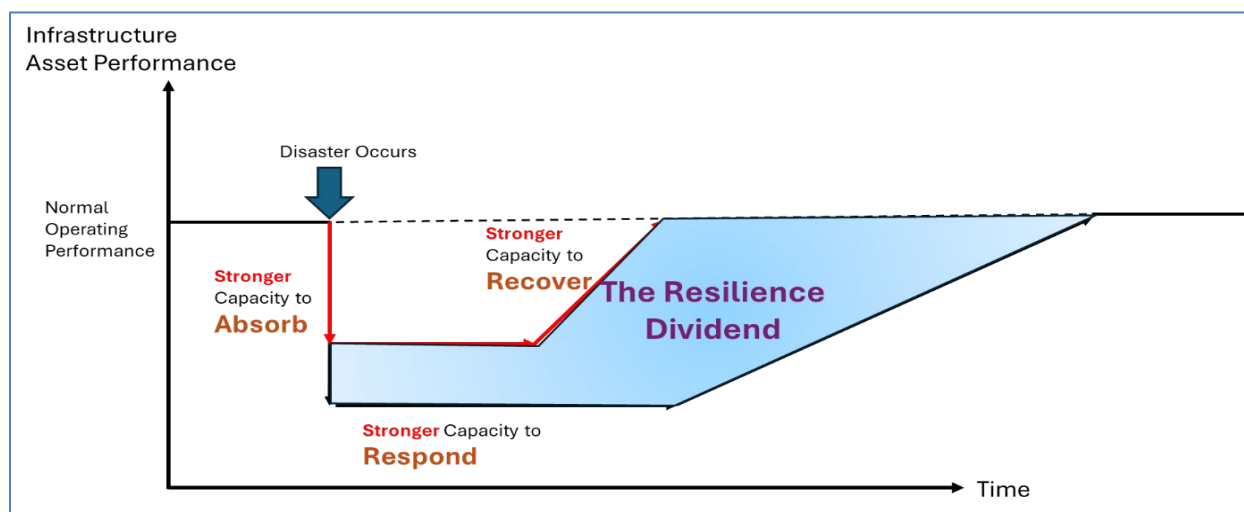 Infrastructure
Asset Performance
Disaster Occurs
Normal
Operating
Performance
Stronger
Capacity to
Absorb
Stronger
Capacity to
Recover
The Resilience
Dividend
Stronger Capacity to
Respond
Time